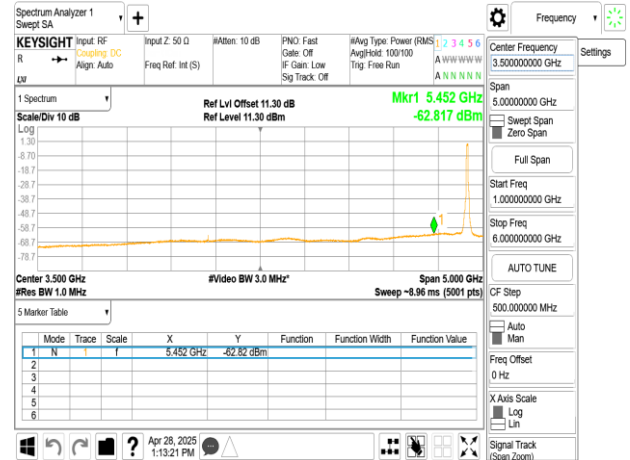 Spectrum Analyzer 1
Swept SA
Frequency
KEYSIGHT
Input: RF
Coupling: DC
Align: Auto
Input Z: 50 Ω
Freq Ref: Int (S)
#Atten: 10 dB
PNO: Fast
Gate: Off
IF Gain: Low
Sig Track: Off
#Avg Type: Power (RMS
Avg|Hold: 100/100
Trig: Free Run
1 2 3 4 5 6
A W W W W W
A N N N N N
R
LXI
1 Spectrum
Scale/Div 10 dB
Ref Lvl Offset 11.30 dB
Ref Level 11.30 dBm
Mkr1 5.452 GHz
-62.817 dBm
Log
1.30
-8.70
-18.7
-28.7
-38.7
-48.7
-58.7
-68.7
-78.7
1
Center 3.500 GHz
#Res BW 1.0 MHz
#Video BW 3.0 MHz*
Span 5.000 GHz
Sweep ~8.96 ms (5001 pts)
5 Marker Table
Mode Trace Scale X Y Function Function Width Function Value
1 N 1 f 5.452 GHz -62.82 dBm
2
3
4
5
6
Apr 28, 2025
1:13:21 PM
Center Frequency
3.500000000 GHz
Settings
Span
5.00000000 GHz
Swept Span
Zero Span
Full Span
Start Freq
1.000000000 GHz
Stop Freq
6.000000000 GHz
AUTO TUNE
CF Step
500.000000 MHz
Auto
Man
Freq Offset
0 Hz
X Axis Scale
Log
Lin
Signal Track
(Span Zoom)